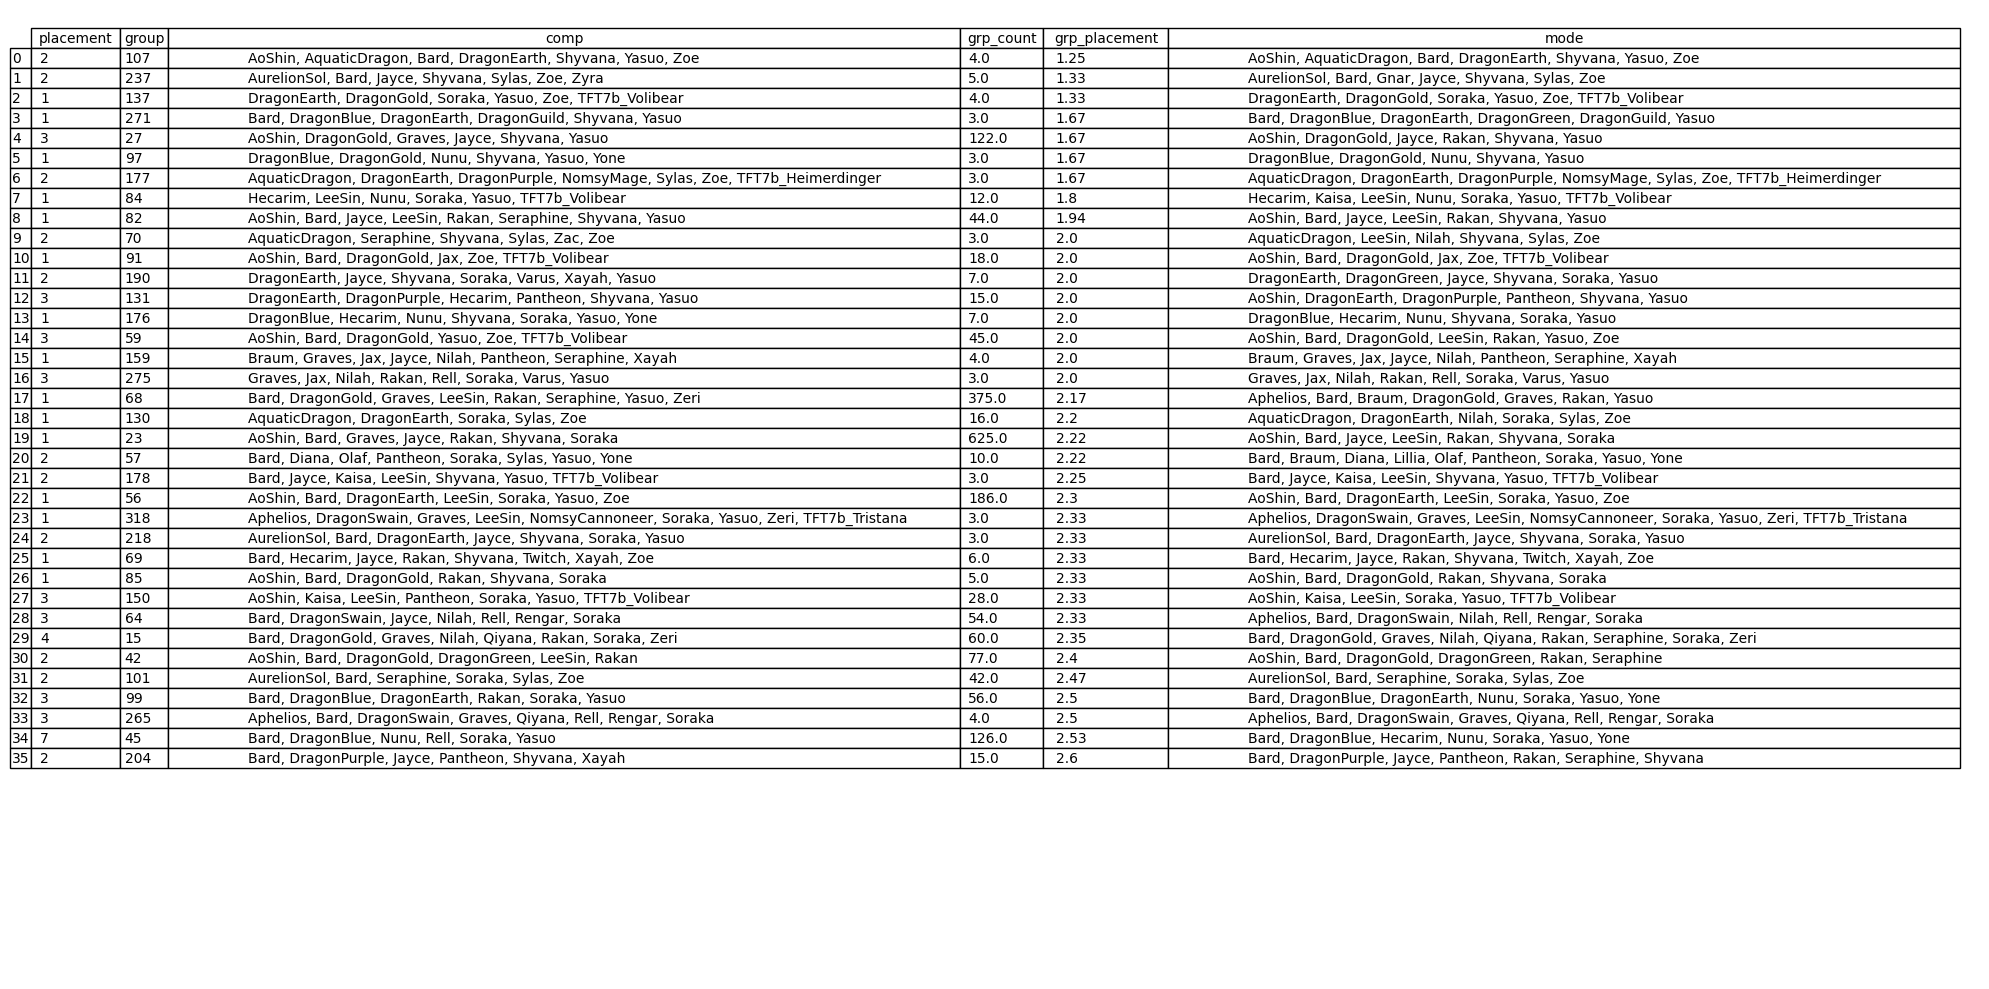 placement group comp grp_count grp_placement mode
0 2 107 AoShin, AquaticDragon, Bard, DragonEarth, Shyvana, Yasuo, Zoe 4.0 1.25 AoShin, AquaticDragon, Bard, DragonEarth, Shyvana, Yasuo, Zoe
1 2 237 AurelionSol, Bard, Jayce, Shyvana, Sylas, Zoe, Zyra 5.0 1.33 AurelionSol, Bard, Gnar, Jayce, Shyvana, Sylas, Zoe
2 1 137 DragonEarth, DragonGold, Soraka, Yasuo, Zoe, TFT7b_Volibear 4.0 1.33 DragonEarth, DragonGold, Soraka, Yasuo, Zoe, TFT7b_Volibear
3 1 271 Bard, DragonBlue, DragonEarth, DragonGuild, Shyvana, Yasuo 3.0 1.67 Bard, DragonBlue, DragonEarth, DragonGreen, DragonGuild, Yasuo
4 3 27 AoShin, DragonGold, Graves, Jayce, Shyvana, Yasuo 122.0 1.67 AoShin, DragonGold, Jayce, Rakan, Shyvana, Yasuo
5 1 97 DragonBlue, DragonGold, Nunu, Shyvana, Yasuo, Yone 3.0 1.67 DragonBlue, DragonGold, Nunu, Shyvana, Yasuo
6 2 177 AquaticDragon, DragonEarth, DragonPurple, NomsyMage, Sylas, Zoe, TFT7b_Heimerdinger 3.0 1.67 AquaticDragon, DragonEarth, DragonPurple, NomsyMage, Sylas, Zoe, TFT7b_Heimerdinger
7 1 84 Hecarim, LeeSin, Nunu, Soraka, Yasuo, TFT7b_Volibear 12.0 1.8 Hecarim, Kaisa, LeeSin, Nunu, Soraka, Yasuo, TFT7b_Volibear
8 1 82 AoShin, Bard, Jayce, LeeSin, Rakan, Seraphine, Shyvana, Yasuo 44.0 1.94 AoShin, Bard, Jayce, LeeSin, Rakan, Shyvana, Yasuo
9 2 70 AquaticDragon, Seraphine, Shyvana, Sylas, Zac, Zoe 3.0 2.0 AquaticDragon, LeeSin, Nilah, Shyvana, Sylas, Zoe
10 1 91 AoShin, Bard, DragonGold, Jax, Zoe, TFT7b_Volibear 18.0 2.0 AoShin, Bard, DragonGold, Jax, Zoe, TFT7b_Volibear
11 2 190 DragonEarth, Jayce, Shyvana, Soraka, Varus, Xayah, Yasuo 7.0 2.0 DragonEarth, DragonGreen, Jayce, Shyvana, Soraka, Yasuo
12 3 131 DragonEarth, DragonPurple, Hecarim, Pantheon, Shyvana, Yasuo 15.0 2.0 AoShin, DragonEarth, DragonPurple, Pantheon, Shyvana, Yasuo
13 1 176 DragonBlue, Hecarim, Nunu, Shyvana, Soraka, Yasuo, Yone 7.0 2.0 DragonBlue, Hecarim, Nunu, Shyvana, Soraka, Yasuo
14 3 59 AoShin, Bard, DragonGold, Yasuo, Zoe, TFT7b_Volibear 45.0 2.0 AoShin, Bard, DragonGold, LeeSin, Rakan, Yasuo, Zoe
15 1 159 Braum, Graves, Jax, Jayce, Nilah, Pantheon, Seraphine, Xayah 4.0 2.0 Braum, Graves, Jax, Jayce, Nilah, Pantheon, Seraphine, Xayah
16 3 275 Graves, Jax, Nilah, Rakan, Rell, Soraka, Varus, Yasuo 3.0 2.0 Graves, Jax, Nilah, Rakan, Rell, Soraka, Varus, Yasuo
17 1 68 Bard, DragonGold, Graves, LeeSin, Rakan, Seraphine, Yasuo, Zeri 375.0 2.17 Aphelios, Bard, Braum, DragonGold, Graves, Rakan, Yasuo
18 1 130 AquaticDragon, DragonEarth, Soraka, Sylas, Zoe 16.0 2.2 AquaticDragon, DragonEarth, Nilah, Soraka, Sylas, Zoe
19 1 23 AoShin, Bard, Graves, Jayce, Rakan, Shyvana, Soraka 625.0 2.22 AoShin, Bard, Jayce, LeeSin, Rakan, Shyvana, Soraka
20 2 57 Bard, Diana, Olaf, Pantheon, Soraka, Sylas, Yasuo, Yone 10.0 2.22 Bard, Braum, Diana, Lillia, Olaf, Pantheon, Soraka, Yasuo, Yone
21 2 178 Bard, Jayce, Kaisa, LeeSin, Shyvana, Yasuo, TFT7b_Volibear 3.0 2.25 Bard, Jayce, Kaisa, LeeSin, Shyvana, Yasuo, TFT7b_Volibear
22 1 56 AoShin, Bard, DragonEarth, LeeSin, Soraka, Yasuo, Zoe 186.0 2.3 AoShin, Bard, DragonEarth, LeeSin, Soraka, Yasuo, Zoe
23 1 318 Aphelios, DragonSwain, Graves, LeeSin, NomsyCannoneer, Soraka, Yasuo, Zeri, TFT7b_Tristana 3.0 2.33 Aphelios, DragonSwain, Graves, LeeSin, NomsyCannoneer, Soraka, Yasuo, Zeri, TFT7b_Tristana
24 2 218 AurelionSol, Bard, DragonEarth, Jayce, Shyvana, Soraka, Yasuo 3.0 2.33 AurelionSol, Bard, DragonEarth, Jayce, Shyvana, Soraka, Yasuo
25 1 69 Bard, Hecarim, Jayce, Rakan, Shyvana, Twitch, Xayah, Zoe 6.0 2.33 Bard, Hecarim, Jayce, Rakan, Shyvana, Twitch, Xayah, Zoe
26 1 85 AoShin, Bard, DragonGold, Rakan, Shyvana, Soraka 5.0 2.33 AoShin, Bard, DragonGold, Rakan, Shyvana, Soraka
27 3 150 AoShin, Kaisa, LeeSin, Pantheon, Soraka, Yasuo, TFT7b_Volibear 28.0 2.33 AoShin, Kaisa, LeeSin, Soraka, Yasuo, TFT7b_Volibear
28 3 64 Bard, DragonSwain, Jayce, Nilah, Rell, Rengar, Soraka 54.0 2.33 Aphelios, Bard, DragonSwain, Nilah, Rell, Rengar, Soraka
29 4 15 Bard, DragonGold, Graves, Nilah, Qiyana, Rakan, Soraka, Zeri 60.0 2.35 Bard, DragonGold, Graves, Nilah, Qiyana, Rakan, Seraphine, Soraka, Zeri
30 2 42 AoShin, Bard, DragonGold, DragonGreen, LeeSin, Rakan 77.0 2.4 AoShin, Bard, DragonGold, DragonGreen, Rakan, Seraphine
31 2 101 AurelionSol, Bard, Seraphine, Soraka, Sylas, Zoe 42.0 2.47 AurelionSol, Bard, Seraphine, Soraka, Sylas, Zoe
32 3 99 Bard, DragonBlue, DragonEarth, Rakan, Soraka, Yasuo 56.0 2.5 Bard, DragonBlue, DragonEarth, Nunu, Soraka, Yasuo, Yone
33 3 265 Aphelios, Bard, DragonSwain, Graves, Qiyana, Rell, Rengar, Soraka 4.0 2.5 Aphelios, Bard, DragonSwain, Graves, Qiyana, Rell, Rengar, Soraka
34 7 45 Bard, DragonBlue, Nunu, Rell, Soraka, Yasuo 126.0 2.53 Bard, DragonBlue, Hecarim, Nunu, Soraka, Yasuo, Yone
35 2 204 Bard, DragonPurple, Jayce, Pantheon, Shyvana, Xayah 15.0 2.6 Bard, DragonPurple, Jayce, Pantheon, Rakan, Seraphine, Shyvana